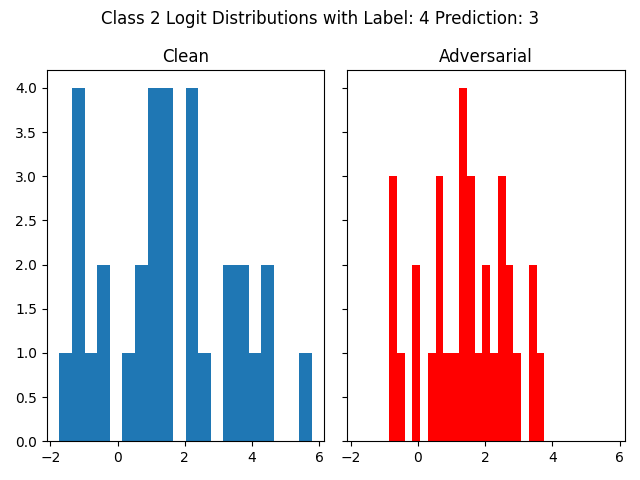 Class 2 Logit Distributions with Label: 4 Prediction: 3
Clean
Adversarial
4.0
3.5
3.0
2.5
2.0
1.5
1.0
0.5
0.0
−2 0 2 4 6
−2 0 2 4 6